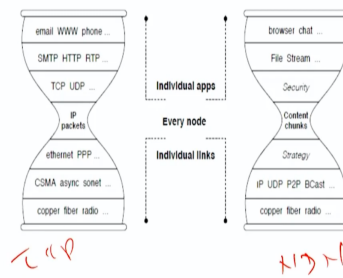 email WWW phone ...
SMTP HTTP RTP ...
TCP UDP ...
IP
packets
ethernet PPP ...
CSMA async sonet ...
copper fiber radio ...
Individual apps
Every node
Individual links
browser chat ...
File Stream ...
Security
Content
chunks
Strategy
IP UDP P2P BCast ...
copper fiber radio ...